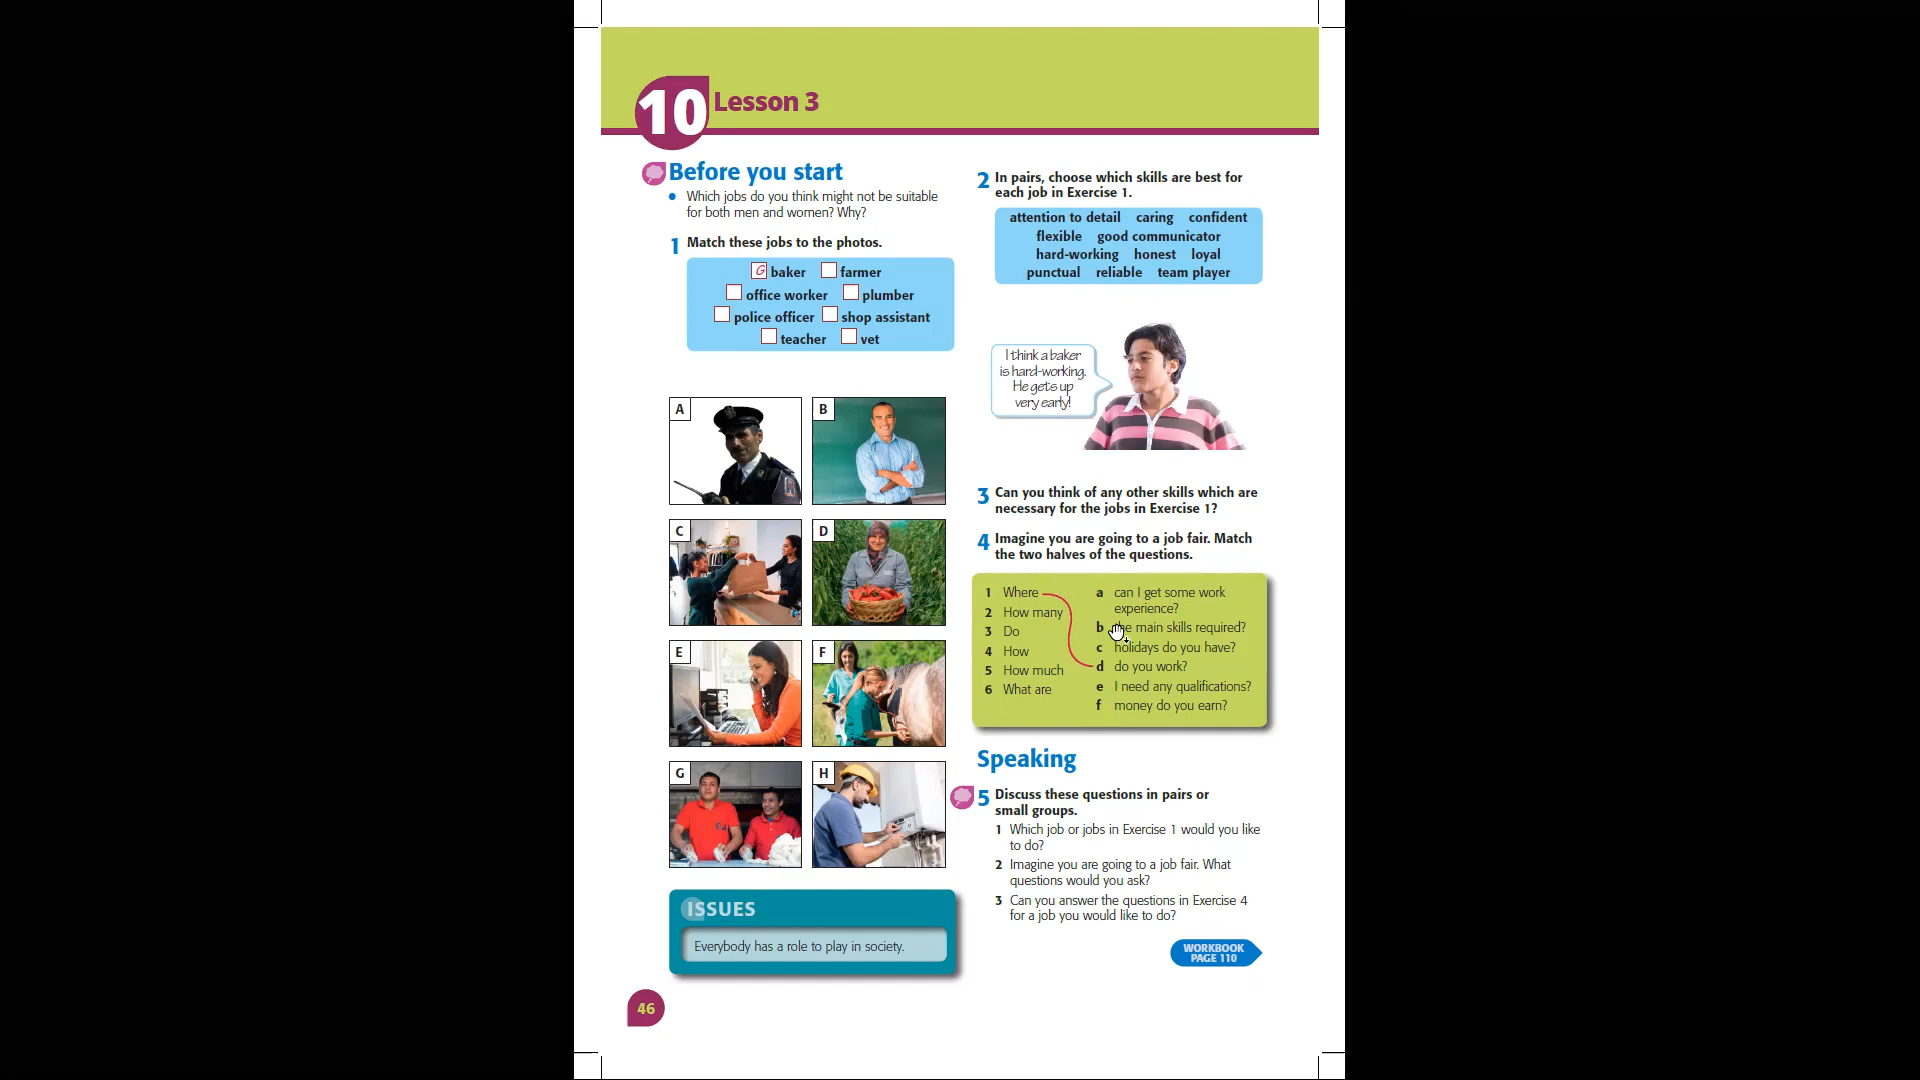 10 Lesson 3
Before you start
• Which jobs do you think might not be suitable
for both men and women? Why?
1 Match these jobs to the photos.
G baker farmer
office worker plumber
police officer shop assistant
teacher vet
A
B
C
D
E
F
G
H
ISSUES
Everybody has a role to play in society.
46
2 In pairs, choose which skills are best for
each job in Exercise 1.
attention to detail caring confident
flexible good communicator
hard-working honest loyal
punctual reliable team player
I think a baker
is hard-working.
He gets up
very early!
3 Can you think of any other skills which are
necessary for the jobs in Exercise 1?
4 Imagine you are going to a job fair. Match
the two halves of the questions.
1 Where
2 How many
3 Do
4 How
5 How much
6 What are
a can I get some work
experience?
b the main skills required?
c holidays do you have?
d do you work?
e I need any qualifications?
f money do you earn?
Speaking
5 Discuss these questions in pairs or
small groups.
1 Which job or jobs in Exercise 1 would you like
to do?
2 Imagine you are going to a job fair. What
questions would you ask?
3 Can you answer the questions in Exercise 4
for a job you would like to do?
WORKBOOK
PAGE 110